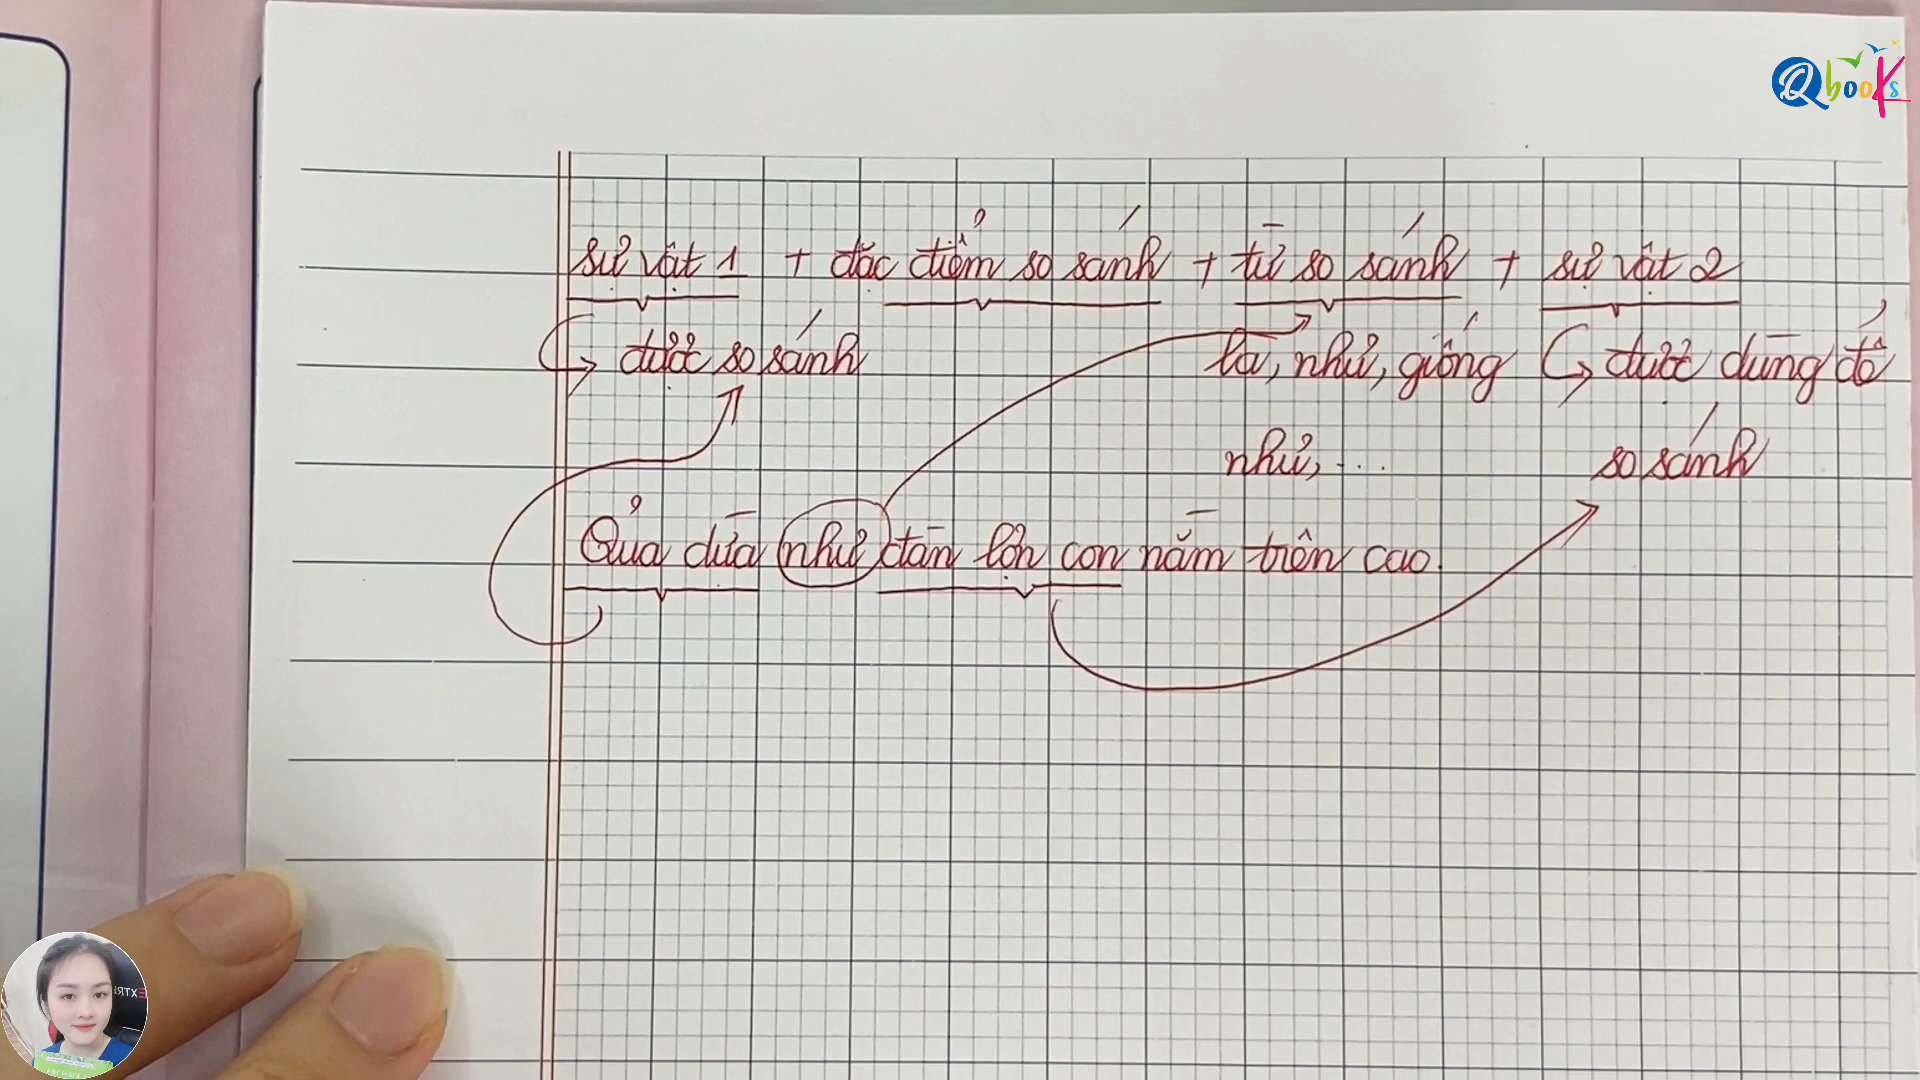 Qbooks
sự vật 1 + đặc điểm so sánh + từ so sánh + sự vật 2
được so sánh
là, như, giống
như, ...
được dùng để
so sánh
Quả dừa như đàn lợn con nằm trên cao.